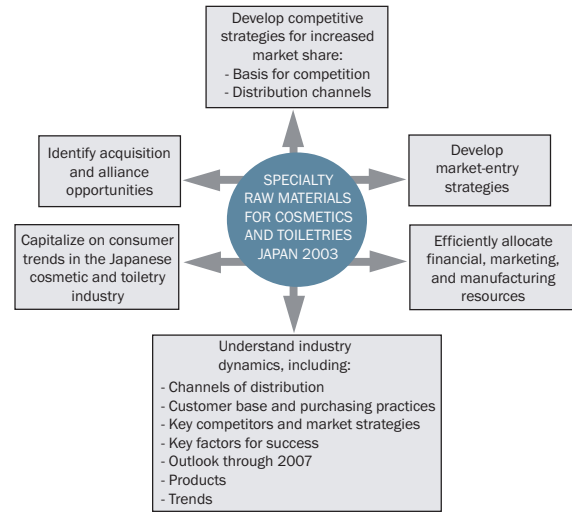 Develop competitive
strategies for increased
market share:
- Basis for competition
- Distribution channels
Identify acquisition
and alliance
opportunities
SPECIALTY
RAW MATERIALS
FOR COSMETICS
AND TOILETRIES
JAPAN 2003
Develop
market-entry
strategies
Capitalize on consumer
trends in the Japanese
cosmetic and toiletry
industry
Efficiently allocate
financial, marketing,
and manufacturing
resources
Understand industry
dynamics, including:
- Channels of distribution
- Customer base and purchasing practices
- Key competitors and market strategies
- Key factors for success
- Outlook through 2007
- Products
- Trends